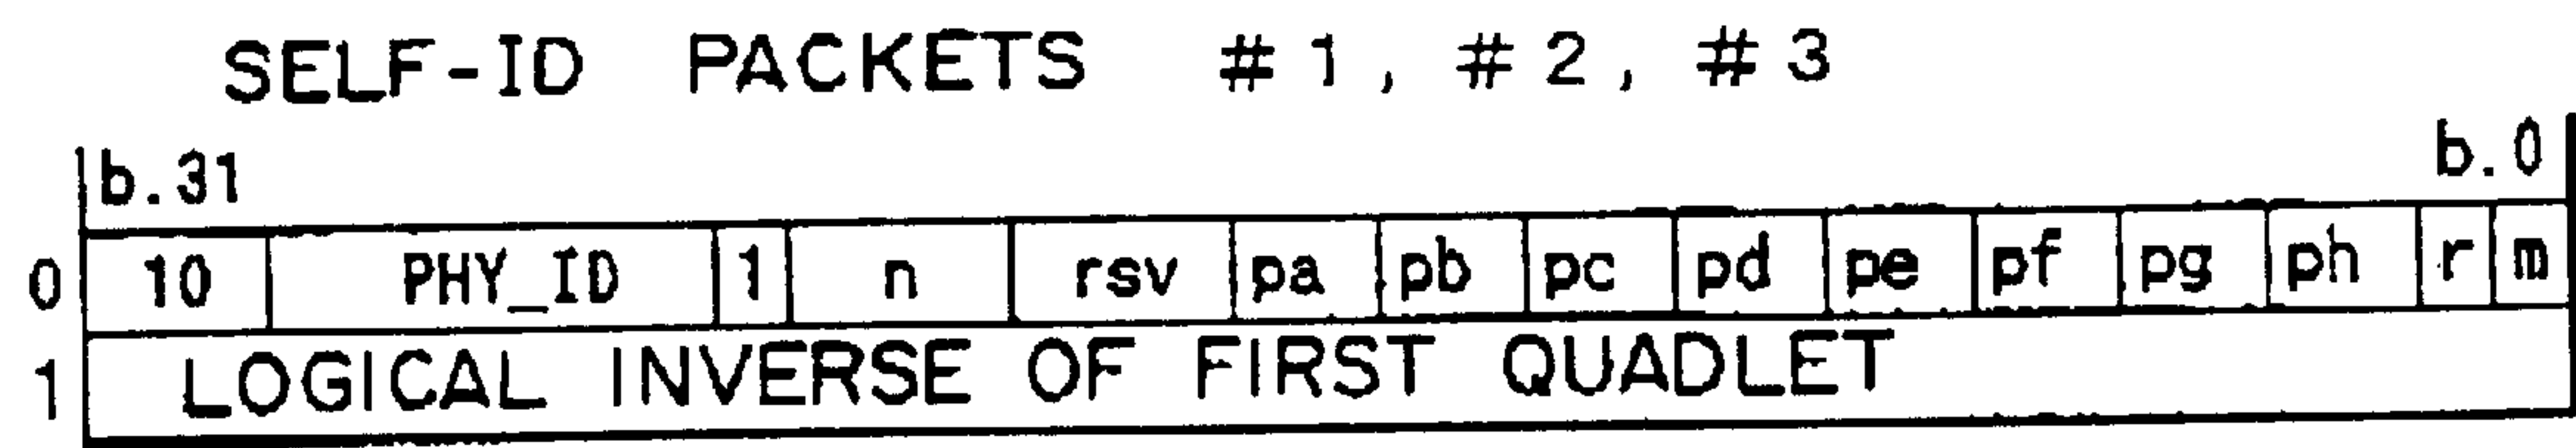 SELF-ID PACKETS #1, #2, #3
b.31 b.0
0 10 PHY_ID 1 n rsv pa pb pc pd pe pf pg ph r m
1 LOGICAL INVERSE OF FIRST QUADLET